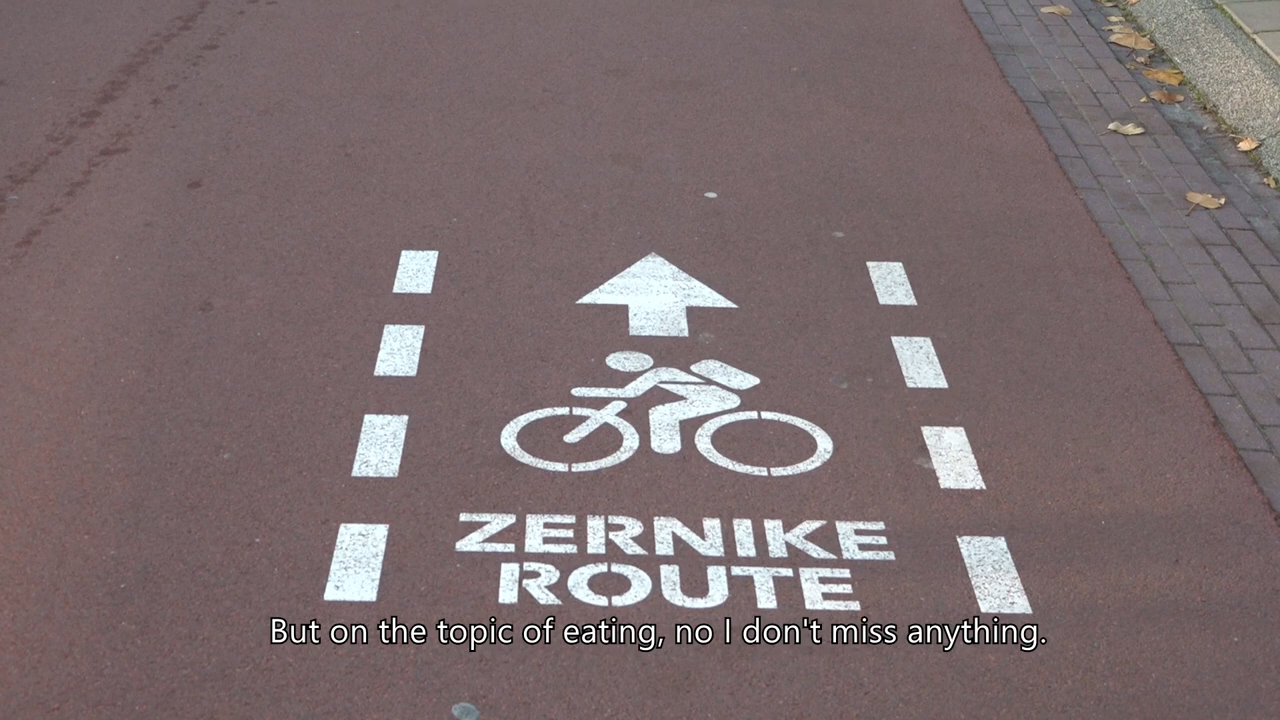 ZERNIKE
ROUTE
But on the topic of eating, no I don't miss anything.